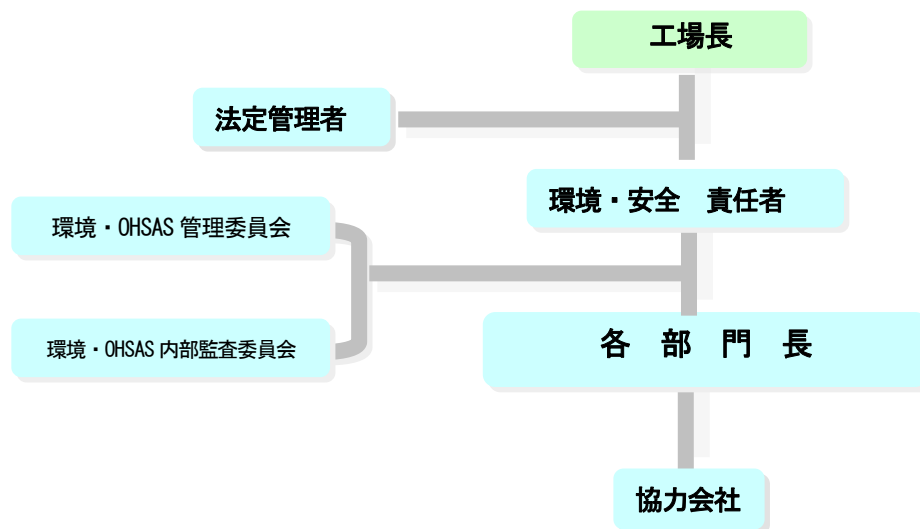 工場長
法定管理者
環境・安全　責任者
環境・OHSAS 管理委員会
環境・OHSAS 内部監査委員会
各　部　門　長
協力会社